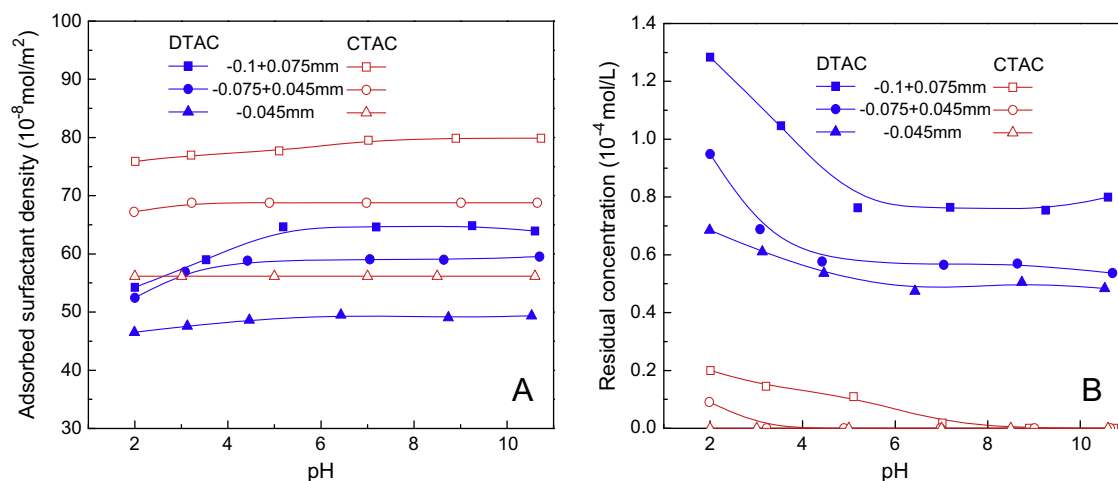 100
90
80
70
60
50
40
30
2 4 6 8 10
Adsorbed surfactant density (10⁻⁸mol/m²)
pH
DTAC CTAC
-0.1+0.075mm
-0.075+0.045mm
-0.045mm
A
1.4
1.2
1.0
0.8
0.6
0.4
0.2
0.0
2 4 6 8 10
Residual concentration (10⁻⁴mol/L)
pH
DTAC CTAC
-0.1+0.075mm
-0.075+0.045mm
-0.045mm
B